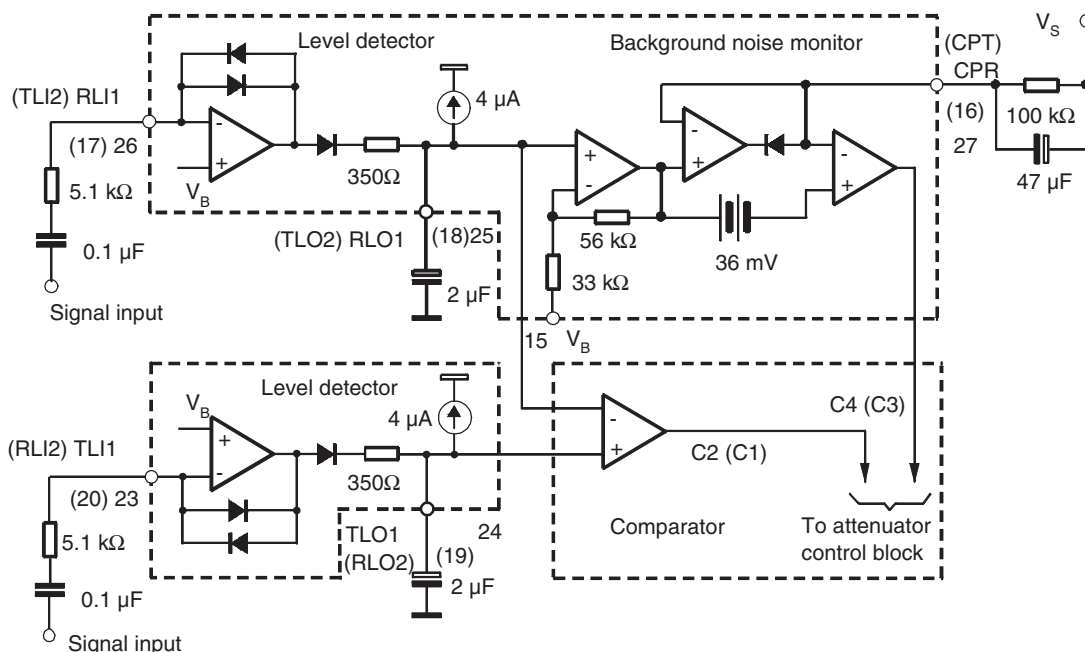 Level detector
Background noise monitor
(CPT)
CPR
(16)
27
V_S
100 kΩ
47 µF
(TLI2) RLI1
(17) 26
5.1 kΩ
0.1 µF
Signal input
-
+
V_B
350Ω
4 µA
(TLO2) RLO1
(18)25
2 µF
+
-
-
+
-
+
56 kΩ
33 kΩ
36 mV
15
V_B
Level detector
V_B
+
-
4 µA
(RLI2) TLI1
(20) 23
5.1 kΩ
0.1 µF
Signal input
350Ω
TLO1
(RLO2)
24
(19)
2 µF
-
+
C2 (C1)
C4 (C3)
Comparator
To attenuator
control block